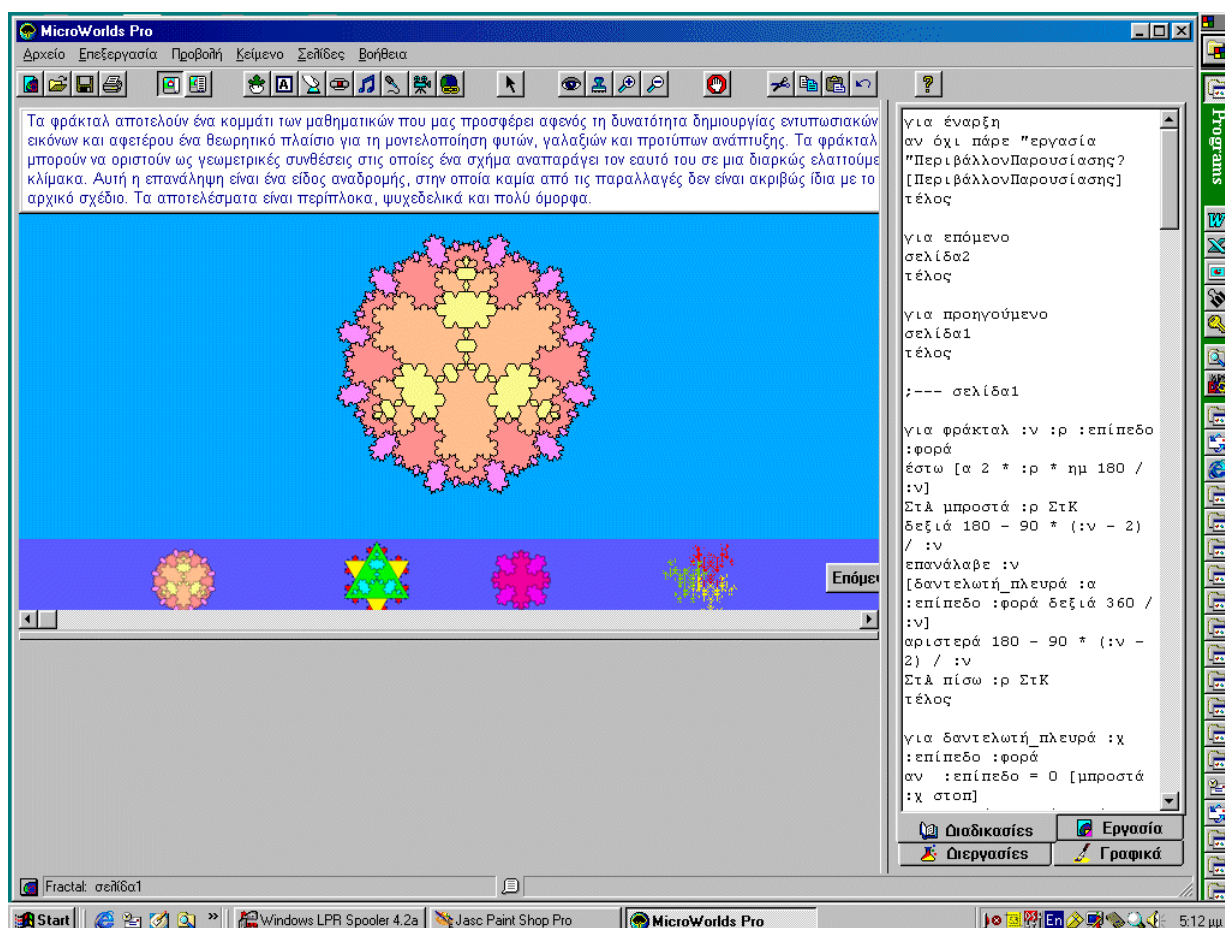 MicroWorlds Pro
Αρχείο Επεξεργασία Προβολή Κείμενο Σελίδες Βοήθεια
Τα φράκταλ αποτελούν ένα κομμάτι των μαθηματικών που μας προσφέρει αφενός τη δυνατότητα δημιουργίας εντυπωσιακών
εικόνων και αφετέρου ένα θεωρητικό πλαίσιο για τη μοντελοποίηση φυτών, γαλαξιών και προτύπων ανάπτυξης. Τα φράκταλ
μπορούν να οριστούν ως γεωμετρικές συνθέσεις στις οποίες ένα σχήμα αναπαράγει τον εαυτό του σε μια διαρκώς ελαττούμε
κλίμακα. Αυτή η επανάληψη είναι ένα είδος αναδρομής, στην οποία καμία από τις παραλλαγές δεν είναι ακριβώς ίδια με το
αρχικό σχέδιο. Τα αποτελέσματα είναι περίπλοκα, ψυχεδελικά και πολύ όμορφα.
Επόμεν
για έναρξη
αν όχι πάρε "εργασία
"ΠεριβάλλονΠαρουσίασης?
[ΠεριβάλλονΠαρουσίασης]
τέλος
για επόμενο
σελίδα2
τέλος
για προηγούμενο
σελίδα1
τέλος
;--- σελίδα1
για φράκταλ :ν :ρ :επίπεδο
:φορά
έστω [α 2 * :ρ * ημ 180 /
:ν]
ΣτΑ μπροστά :ρ ΣτΚ
δεξιά 180 - 90 * (:ν - 2)
/ :ν
επανάλαβε :ν
[δαντελωτή_πλευρά :α
:επίπεδο :φορά δεξιά 360 /
:ν]
αριστερά 180 - 90 * (:ν -
2) / :ν
ΣτΑ πίσω :ρ ΣτΚ
τέλος
για δαντελωτή_πλευρά :χ
:επίπεδο :φορά
αν :επίπεδο = 0 [μπροστά
:χ στοπ]
Διαδικασίες Εργασία
Διεργασίες Γραφικά
Programs
Fractal: σελίδα1
Start » Windows LPR Spooler 4.2a Jasc Paint Shop Pro MicroWorlds Pro En 5:12 μμ